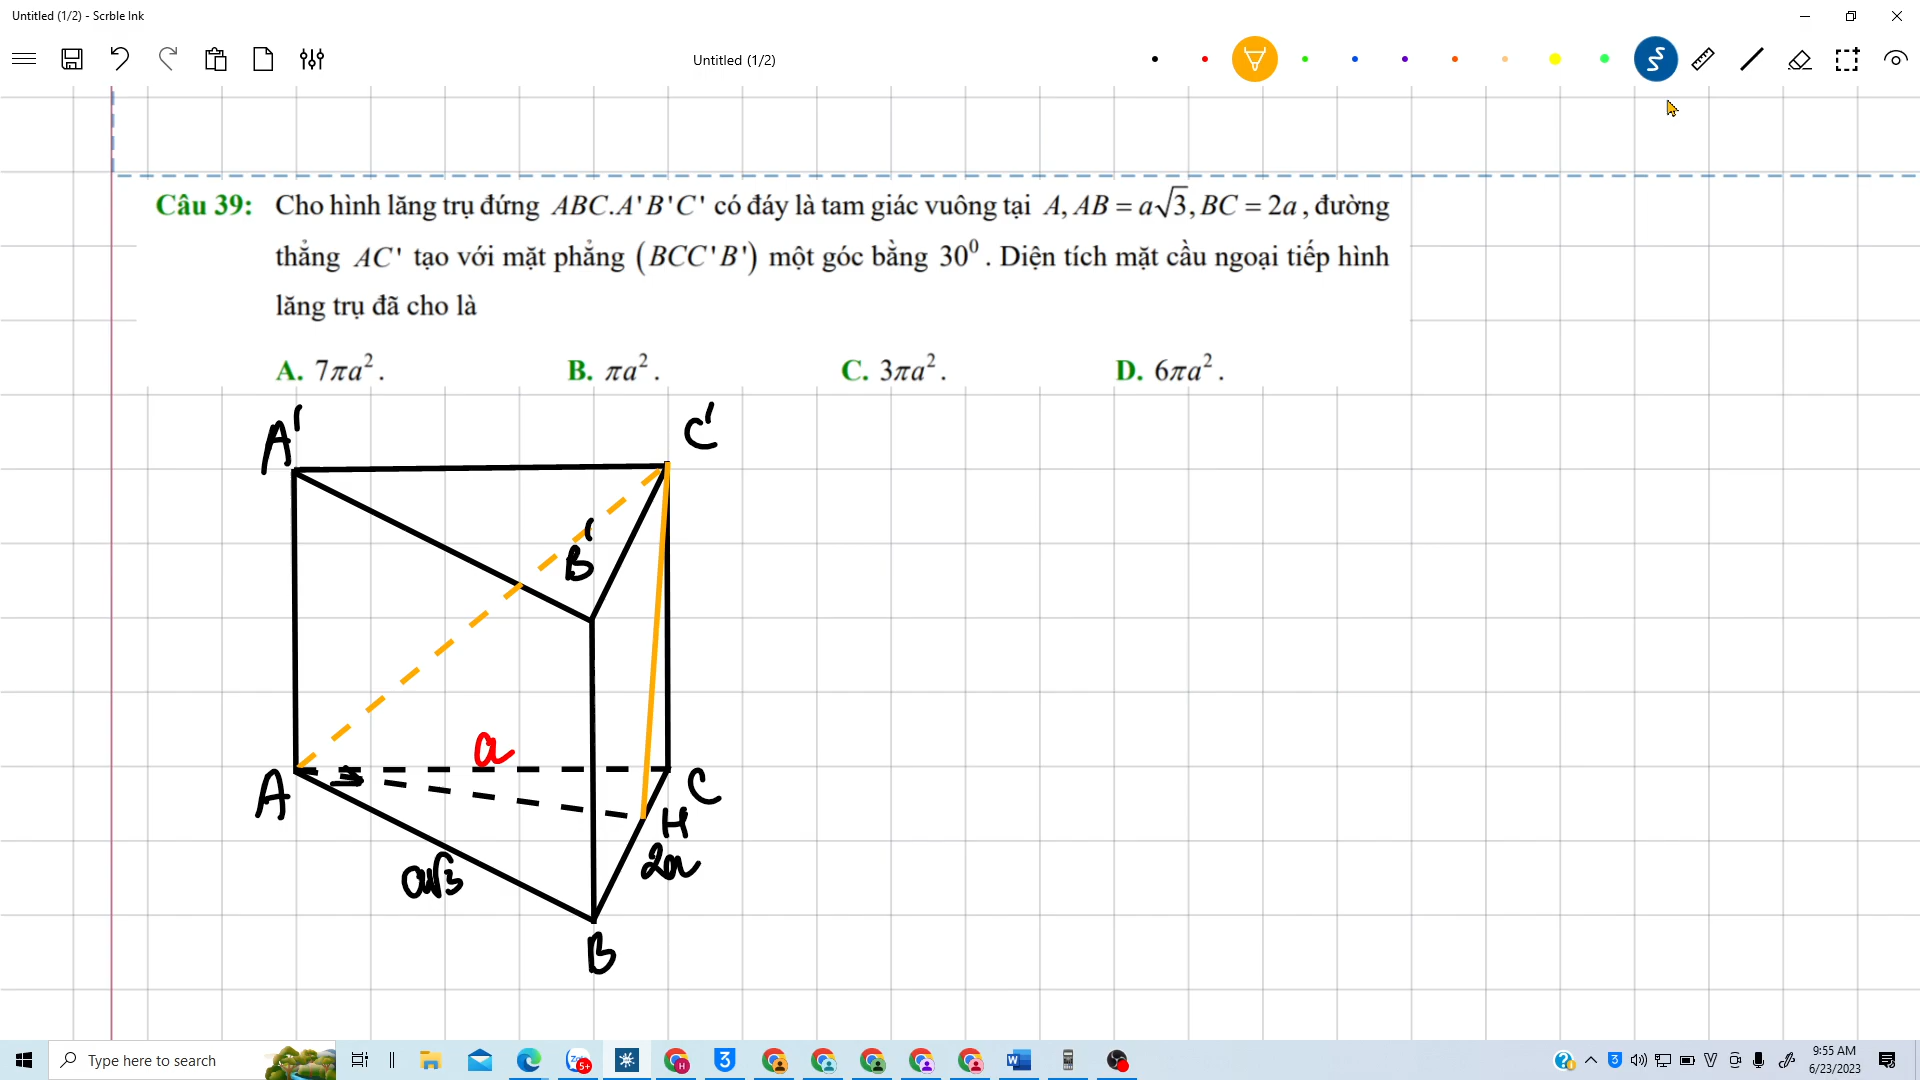 Untitled (1/2) - Scrble Ink
Untitled (1/2)
Câu 39: Cho hình lăng trụ đứng ABC.A'B'C' có đáy là tam giác vuông tại A, AB = a√3, BC = 2a, đường
thẳng AC' tạo với mặt phẳng (BCC'B') một góc bằng 30⁰. Diện tích mặt cầu ngoại tiếp hình
lăng trụ đã cho là
A. 7πa². B. πa². C. 3πa². D. 6πa².
A'
C'
B'
a
A
C
H
2a
a√3
B
Type here to search
9:55 AM
6/23/2023